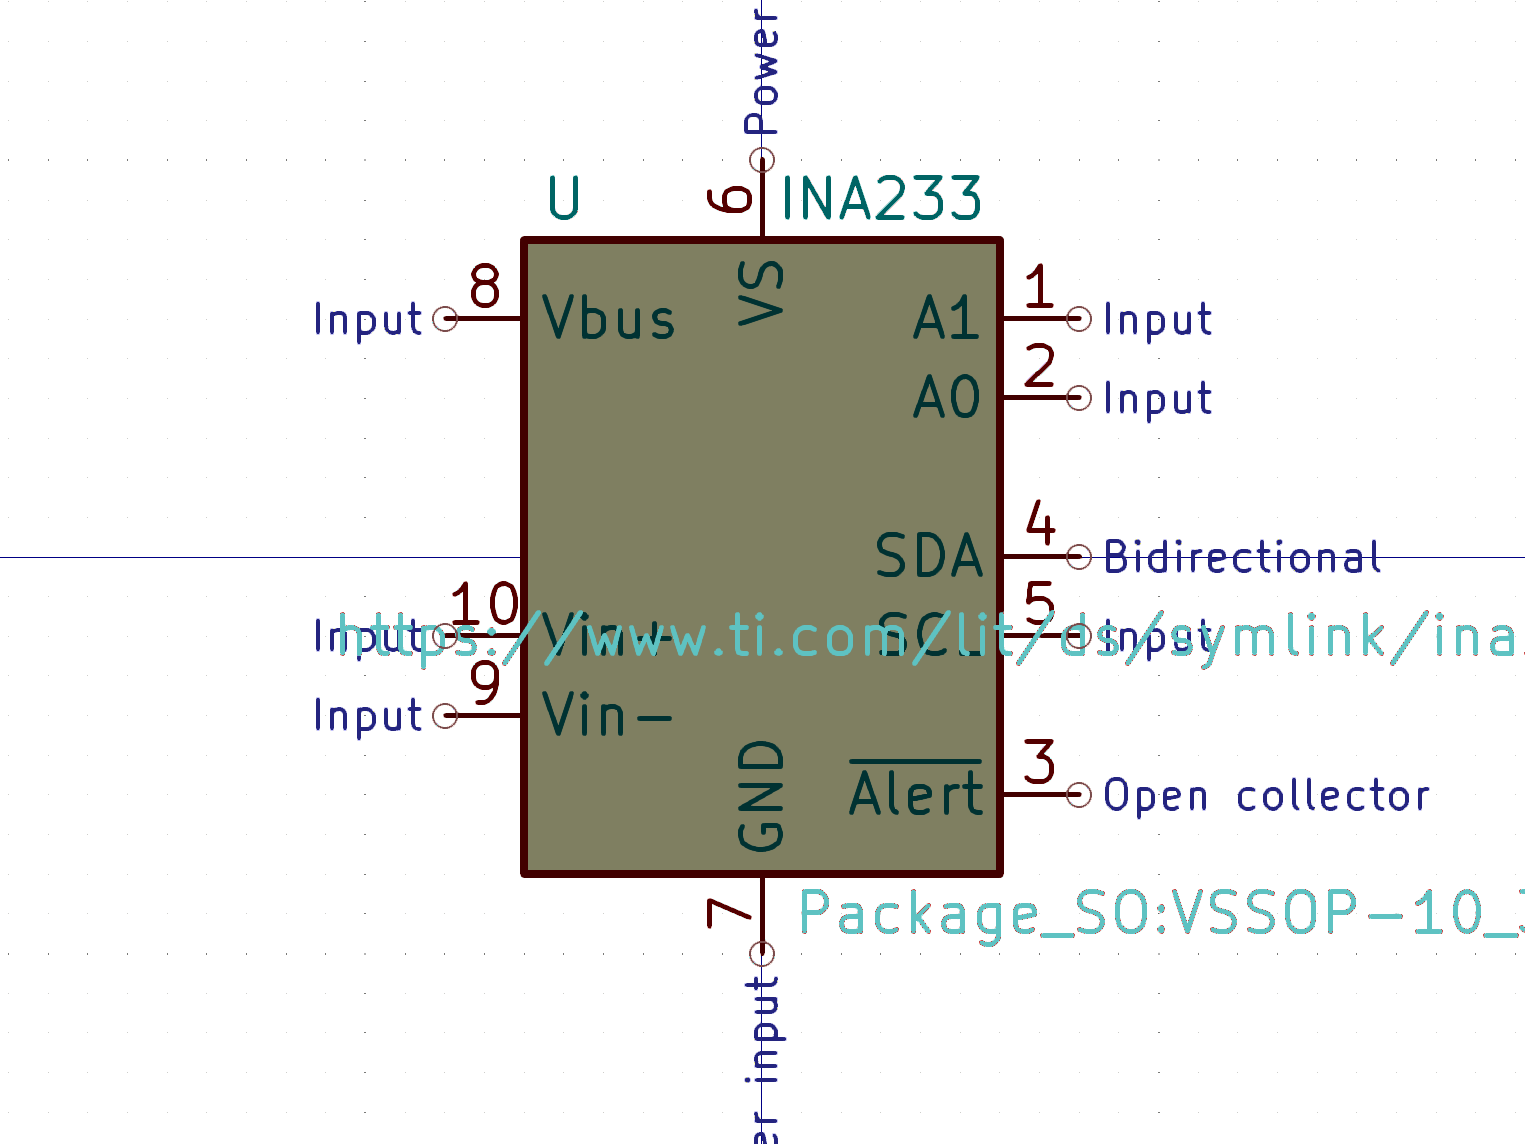 Power
U
6
INA233
VS
8
Input
Vbus
1
A1
Input
2
A0
Input
4
SDA
Bidirectional
10
Input
Vin+
5
SCL
Input
https://www.ti.com/lit/ds/symlink/ina
9
Input
Vin-
GND
3
Alert
Open collector
7
Package_SO:VSSOP-10_
input